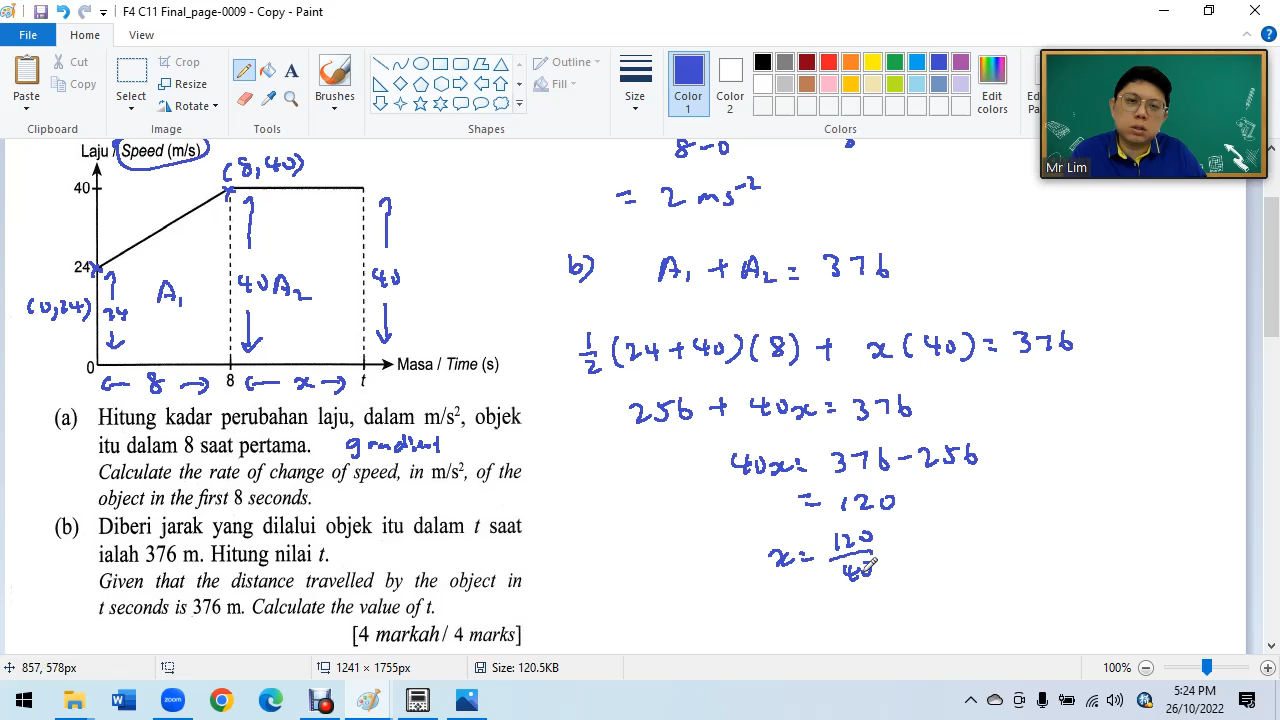 F4 C11 Final_page-0009 - Copy - Paint
File Home View
Paste Cut Copy Clipboard
Select Crop Resize Rotate Image
Tools
Brushes
Outline Fill Shapes
Size
Color 1 Color 2 Edit colors Colors
Mr Lim
Laju / Speed (m/s)
40
24
0
8
t
Masa / Time (s)
(8,40)
(0,24)
24
A₁
40
A₂
40
8
x
(a) Hitung kadar perubahan laju, dalam m/s², objek
itu dalam 8 saat pertama. gradient
Calculate the rate of change of speed, in m/s², of the
object in the first 8 seconds.
(b) Diberi jarak yang dilalui objek itu dalam t saat
ialah 376 m. Hitung nilai t.
Given that the distance travelled by the object in
t seconds is 376 m. Calculate the value of t.
[4 markah / 4 marks]
8-0
= 2 ms⁻²
b) A₁ + A₂ = 376
1/2 (24 + 40)(8) + x(40) = 376
256 + 40x = 376
40x = 376 - 256
= 120
x = 120/40
857, 578px
1241 × 1755px
Size: 120.5KB
100%
zoom
5:24 PM
26/10/2022